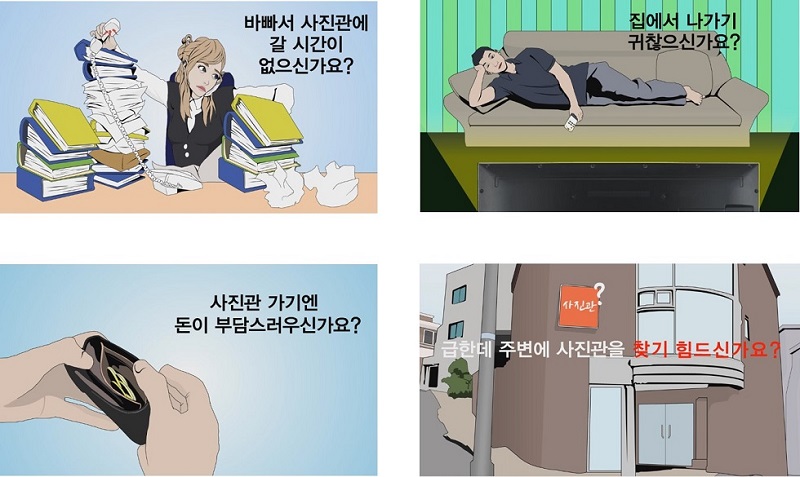 바빠서 사진관에
갈 시간이
없으신가요?
집에서 나가기
귀찮으신가요?
사진관 가기엔
돈이 부담스러우신가요?
사진관?
급한데 주변에 사진관을 찾기 힘드신가요?